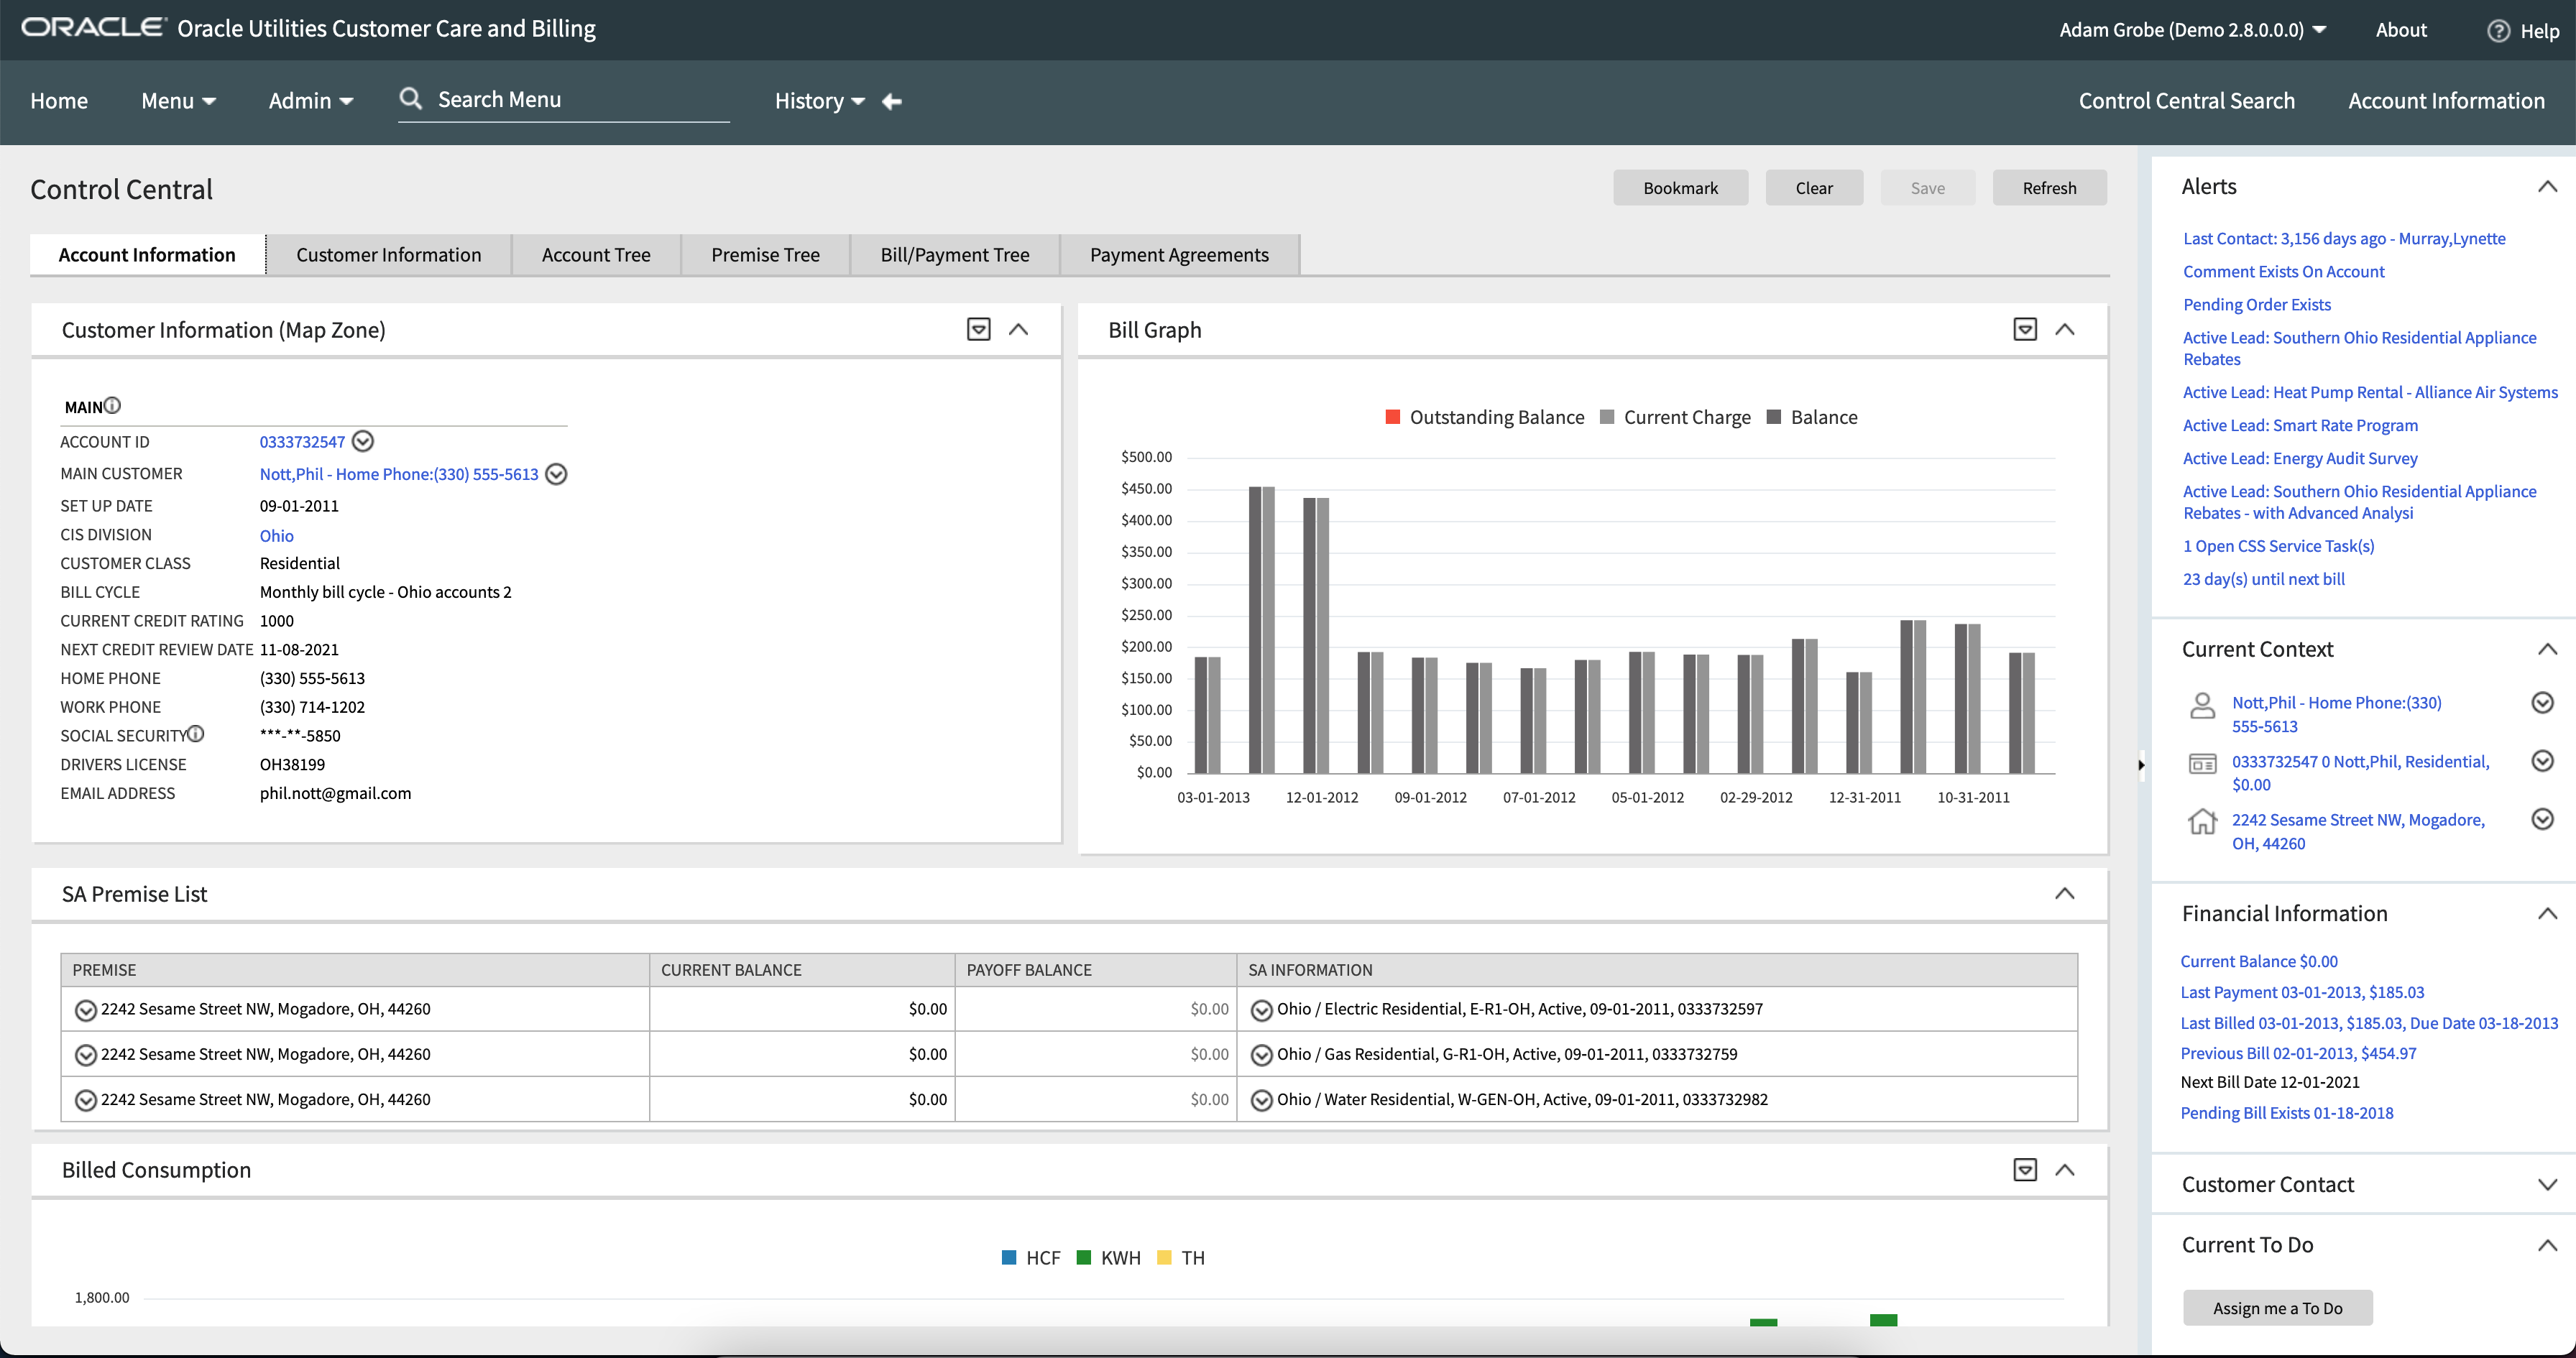 ORACLE Oracle Utilities Customer Care and Billing
Adam Grobe (Demo 2.8.0.0.0) About Help
Home Menu Admin Search Menu History Control Central Search Account Information
Control Central
Bookmark Clear Save Refresh
Account Information Customer Information Account Tree Premise Tree Bill/Payment Tree Payment Agreements
Customer Information (Map Zone)
MAIN
ACCOUNT ID 0333732547
MAIN CUSTOMER Nott,Phil - Home Phone:(330) 555-5613
SET UP DATE 09-01-2011
CIS DIVISION Ohio
CUSTOMER CLASS Residential
BILL CYCLE Monthly bill cycle - Ohio accounts 2
CURRENT CREDIT RATING 1000
NEXT CREDIT REVIEW DATE 11-08-2021
HOME PHONE (330) 555-5613
WORK PHONE (330) 714-1202
SOCIAL SECURITY ***-**-5850
DRIVERS LICENSE OH38199
EMAIL ADDRESS phil.nott@gmail.com
Bill Graph
Outstanding Balance Current Charge Balance
$500.00
$450.00
$400.00
$350.00
$300.00
$250.00
$200.00
$150.00
$100.00
$50.00
$0.00
03-01-2013 12-01-2012 09-01-2012 07-01-2012 05-01-2012 02-29-2012 12-31-2011 10-31-2011
SA Premise List
PREMISE CURRENT BALANCE PAYOFF BALANCE SA INFORMATION
2242 Sesame Street NW, Mogadore, OH, 44260 $0.00 $0.00 Ohio / Electric Residential, E-R1-OH, Active, 09-01-2011, 0333732597
2242 Sesame Street NW, Mogadore, OH, 44260 $0.00 $0.00 Ohio / Gas Residential, G-R1-OH, Active, 09-01-2011, 0333732759
2242 Sesame Street NW, Mogadore, OH, 44260 $0.00 $0.00 Ohio / Water Residential, W-GEN-OH, Active, 09-01-2011, 0333732982
Billed Consumption
HCF KWH TH
1,800.00
Alerts
Last Contact: 3,156 days ago - Murray,Lynette
Comment Exists On Account
Pending Order Exists
Active Lead: Southern Ohio Residential Appliance
Rebates
Active Lead: Heat Pump Rental - Alliance Air Systems
Active Lead: Smart Rate Program
Active Lead: Energy Audit Survey
Active Lead: Southern Ohio Residential Appliance
Rebates - with Advanced Analysi
1 Open CSS Service Task(s)
23 day(s) until next bill
Current Context
Nott,Phil - Home Phone:(330)
555-5613
0333732547 0 Nott,Phil, Residential,
$0.00
2242 Sesame Street NW, Mogadore,
OH, 44260
Financial Information
Current Balance $0.00
Last Payment 03-01-2013, $185.03
Last Billed 03-01-2013, $185.03, Due Date 03-18-2013
Previous Bill 02-01-2013, $454.97
Next Bill Date 12-01-2021
Pending Bill Exists 01-18-2018
Customer Contact
Current To Do
Assign me a To Do